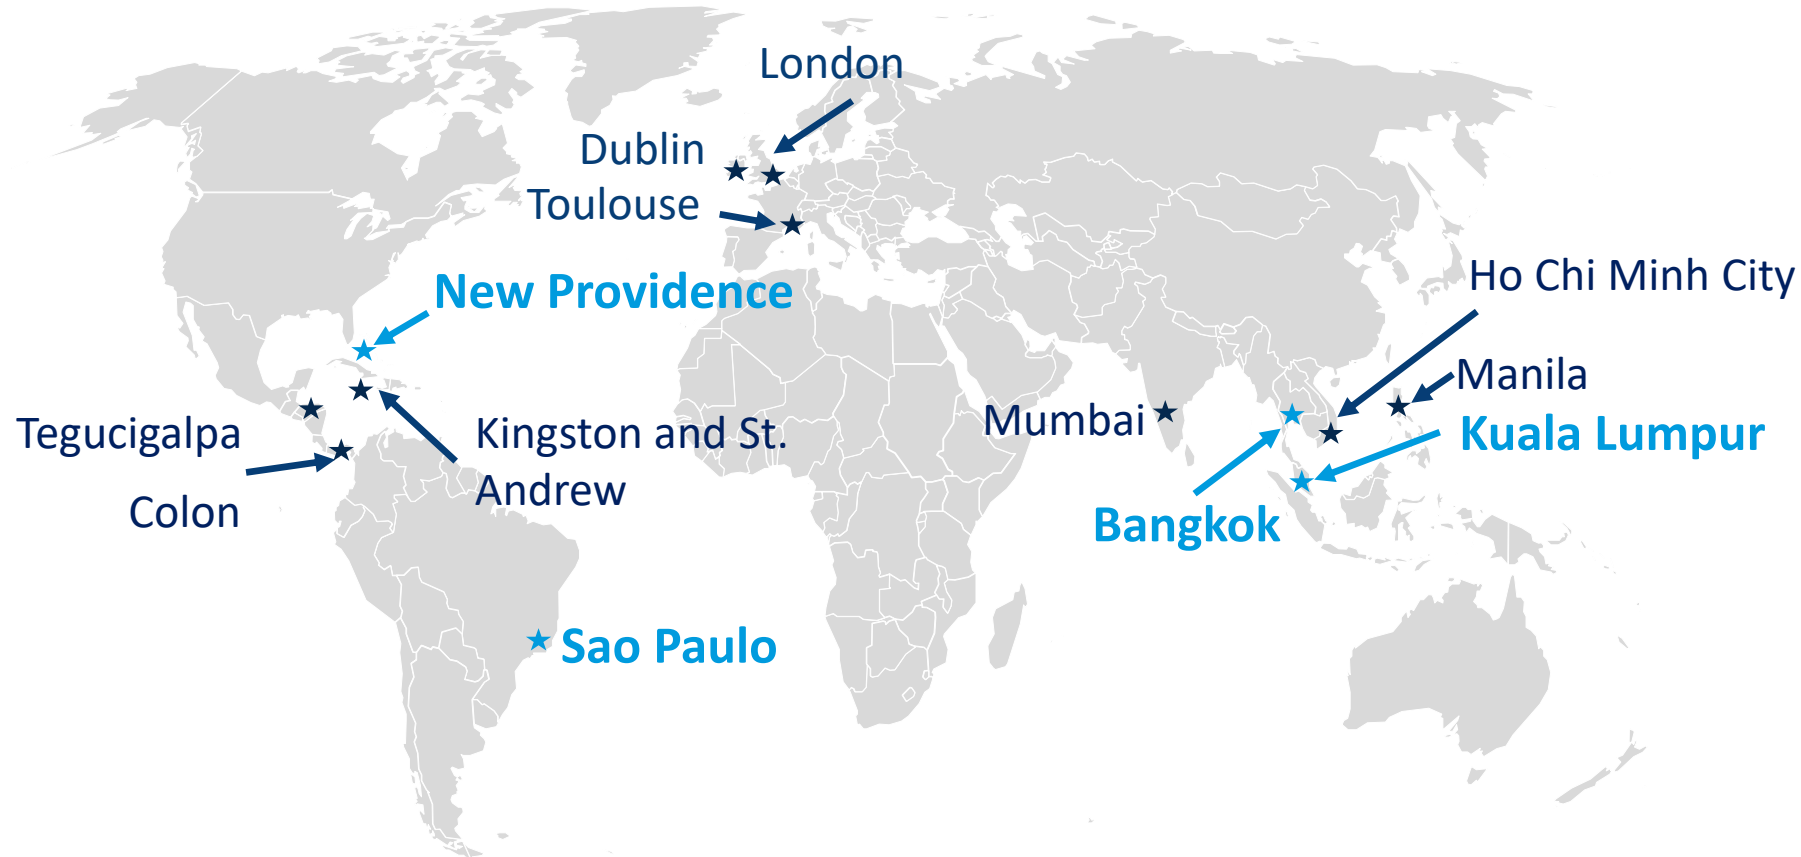 London
Dublin
Toulouse
New Providence
Ho Chi Minh City
Manila
Mumbai
Kuala Lumpur
Tegucigalpa
Kingston and St.
Andrew
Colon
Bangkok
Sao Paulo